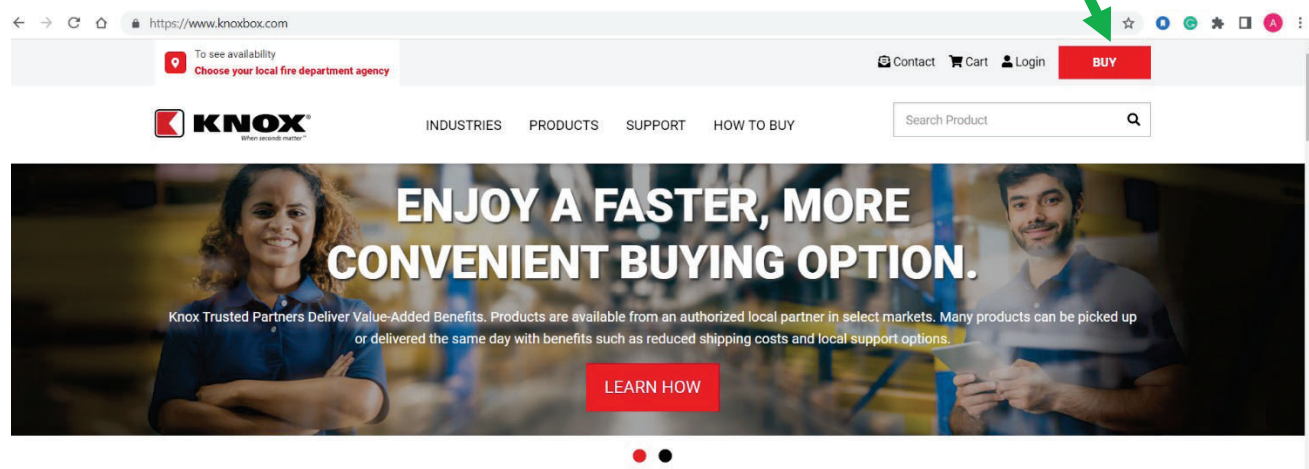 https://www.knoxbox.com
A
To see availability
Choose your local fire department agency
Contact Cart Login BUY
KNOX®
When seconds matter™
INDUSTRIES PRODUCTS SUPPORT HOW TO BUY
Search Product
ENJOY A FASTER, MORE
CONVENIENT BUYING OPTION.
Knox Trusted Partners Deliver Value-Added Benefits. Products are available from an authorized local partner in select markets. Many products can be picked up
or delivered the same day with benefits such as reduced shipping costs and local support options.
LEARN HOW